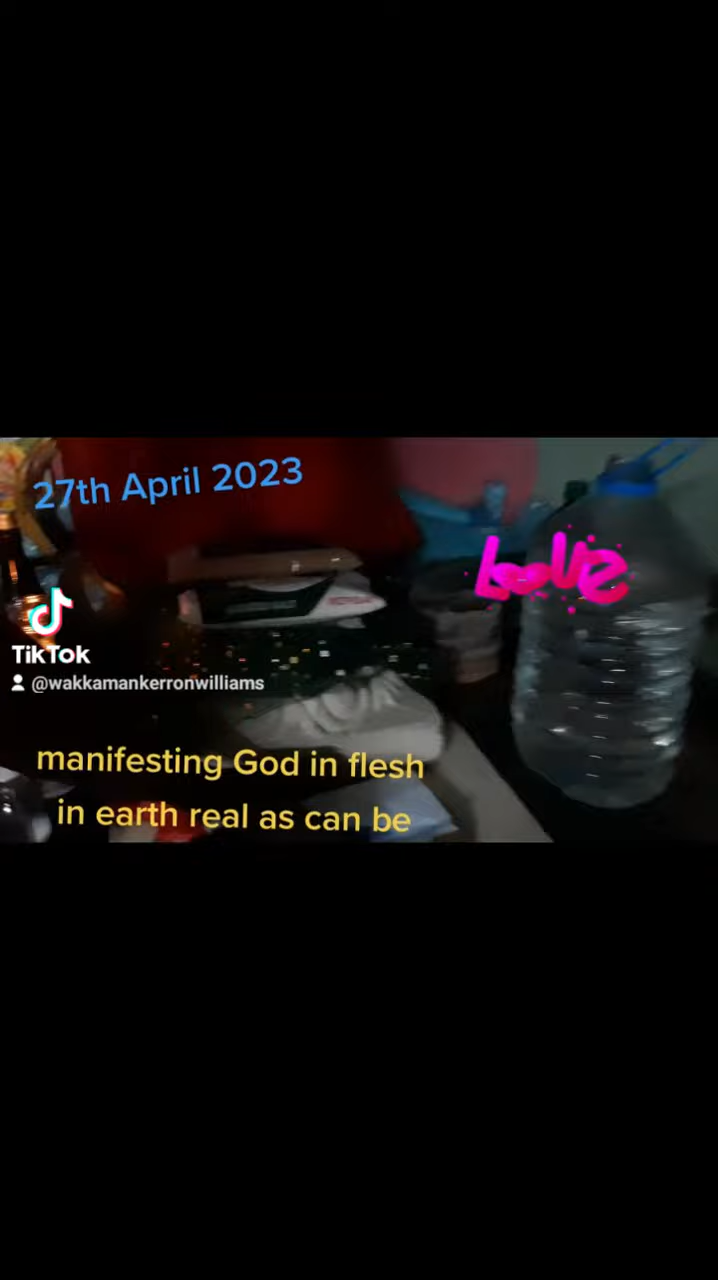 27th April 2023
Love
TikTok
@wakkamankerronwilliams
manifesting God in flesh
in earth real as can be